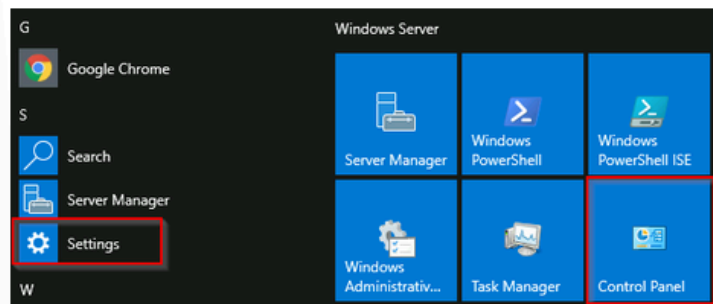 G
Google Chrome
S
Search
Server Manager
Settings
W
Windows Server
Server Manager
Windows
PowerShell
Windows
PowerShell ISE
Windows
Administrativ...
Task Manager
Control Panel